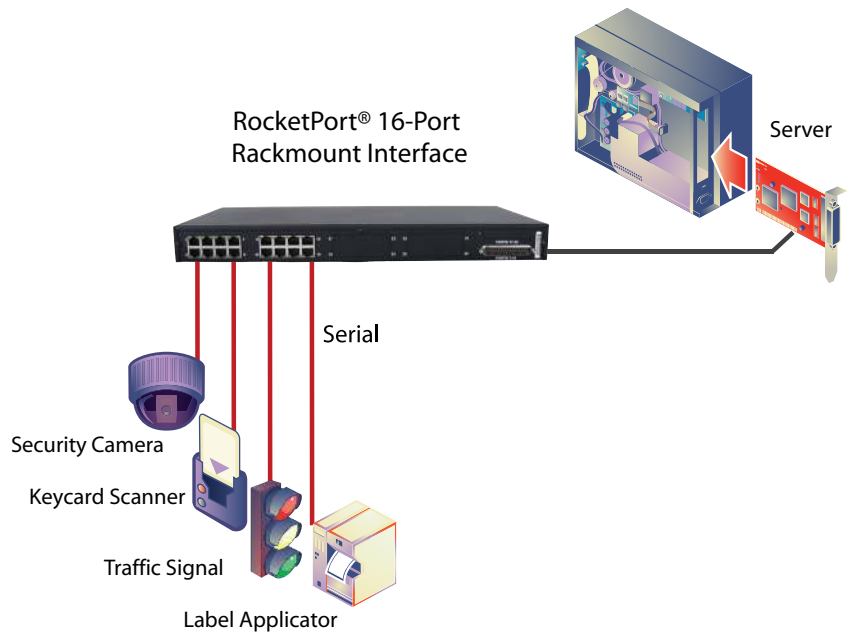 RocketPort® 16-Port
Rackmount Interface
Server
Serial
Security Camera
Keycard Scanner
Traffic Signal
Label Applicator